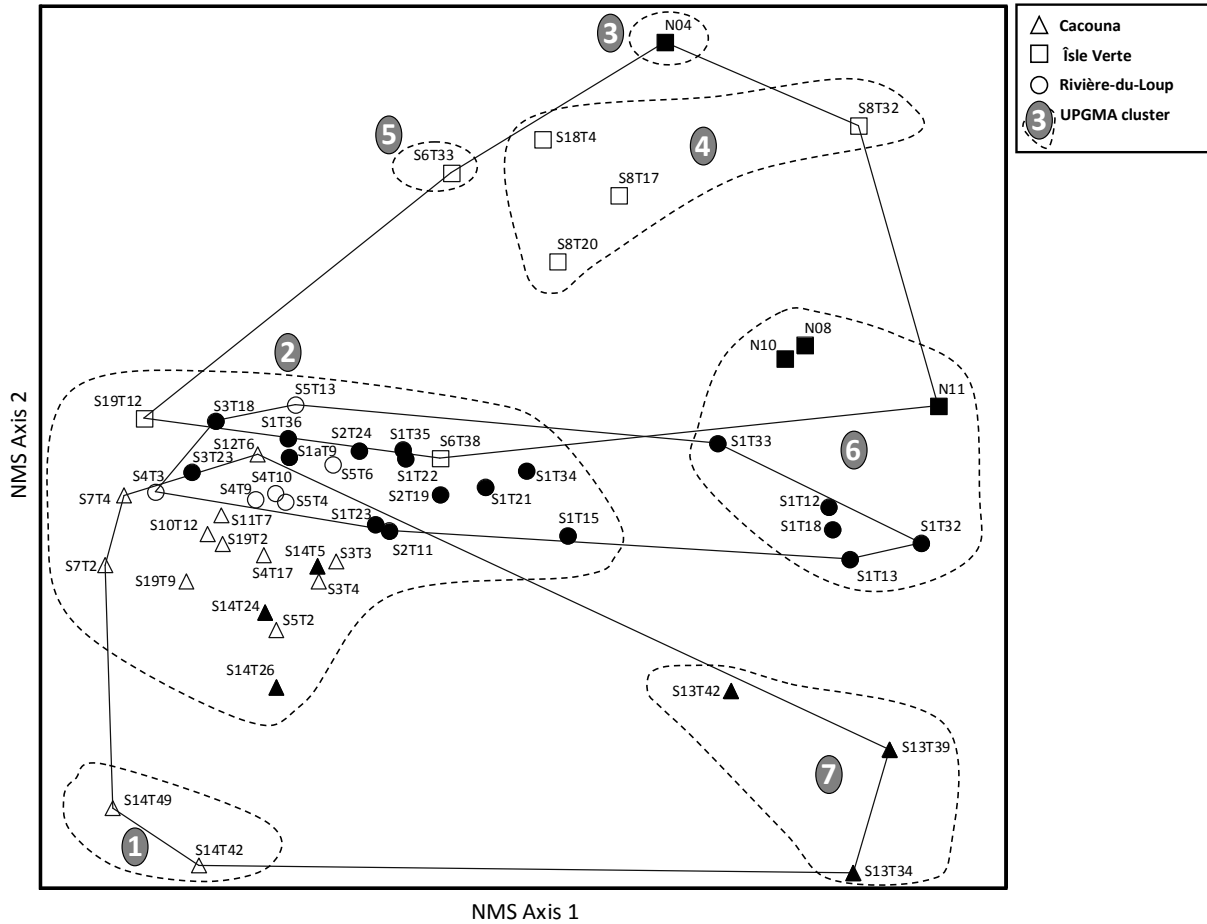 3
N04
Cacouna
Îsle Verte
Rivière-du-Loup
3
UPGMA cluster
5
S6T33
S18T4
4
S8T32
S8T17
S8T20
N08
N10
N11
2
S19T12
S3T18
S5T13
S1T36
S12T6
S2T24
S1T35
S6T38
S1T33
S3T23
S1aT9
S5T6
S1T22
S1T34
6
S4T3
S4T10
S2T19
S1T21
S7T4
S4T9
S5T4
S1T12
S10T12
S11T7
S1T23
S2T11
S1T15
S1T18
S1T32
S19T2
S14T5
S3T3
S1T13
S7T2
S4T17
S19T9
S3T4
S14T24
S5T2
S14T26
S13T42
S13T39
7
S14T49
1
S14T42
S13T34
NMS Axis 2
NMS Axis 1